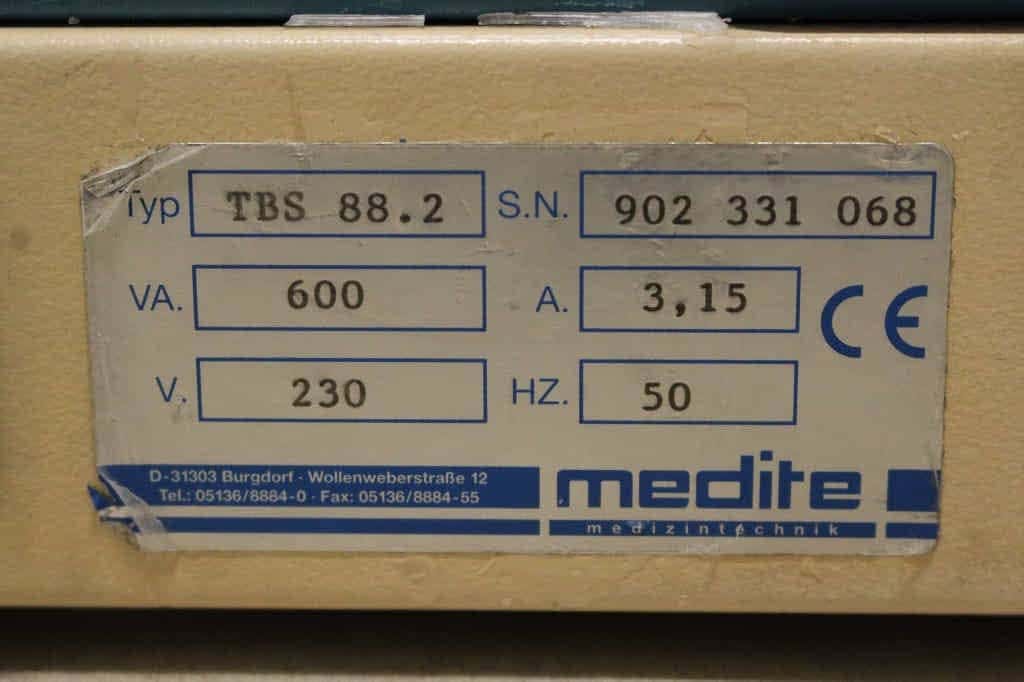 Typ TBS 88.2 S.N. 902 331 068
VA. 600 A. 3,15 CE
V. 230 HZ. 50
D-31303 Burgdorf · Wollenweberstraße 12
Tel.: 05136/8884-0 · Fax: 05136/8884-55
medite
medizintechnik